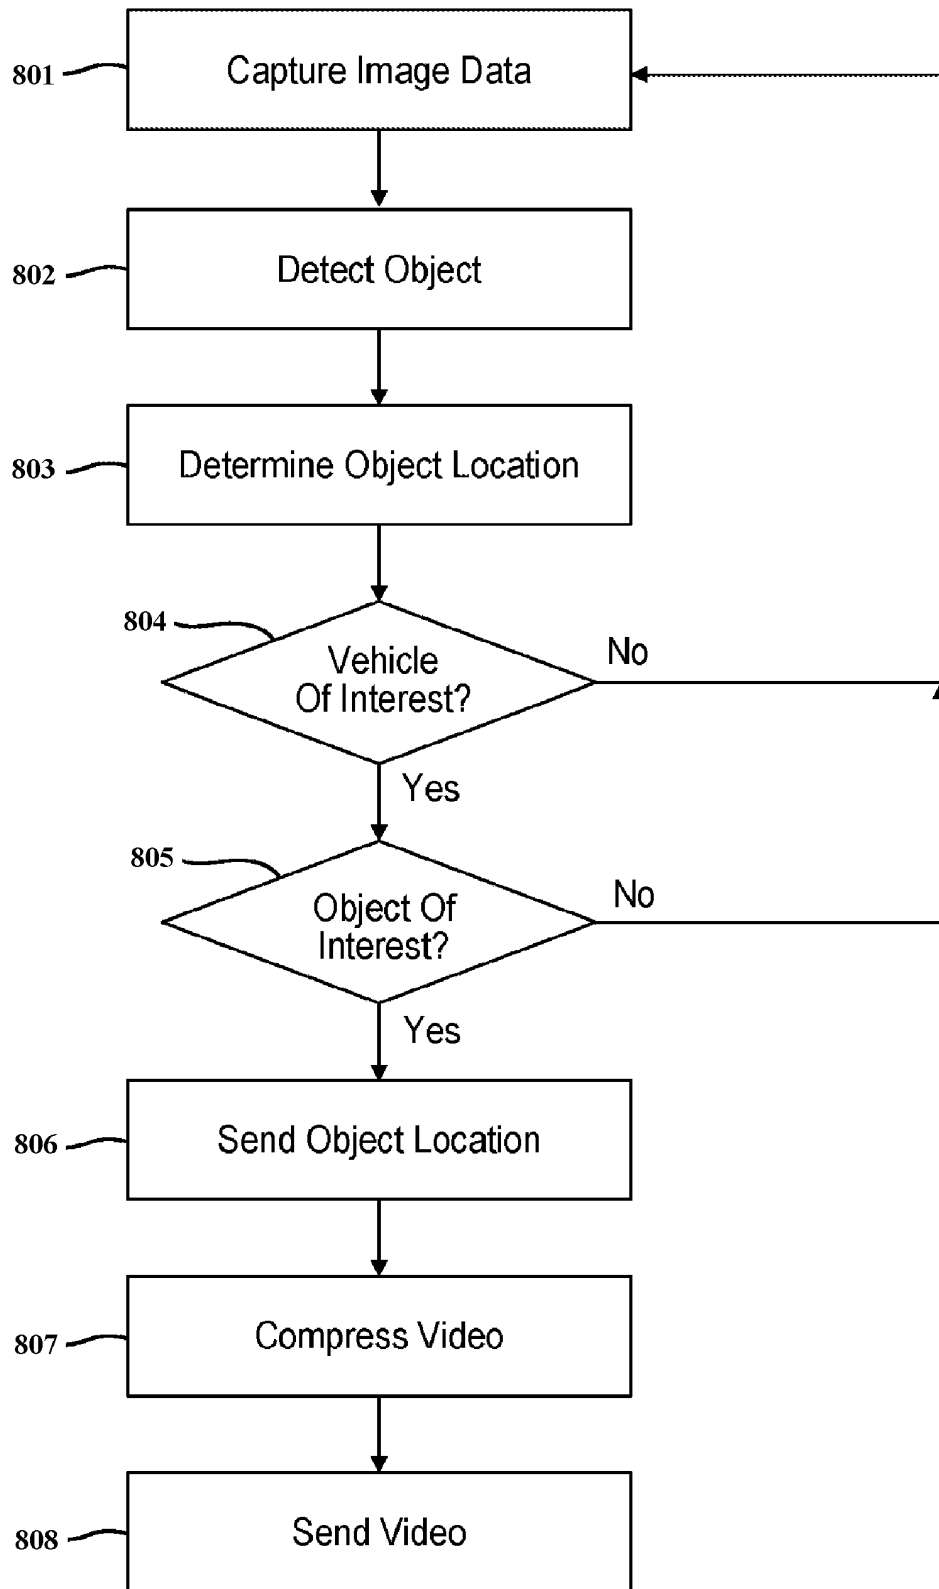 801
Capture Image Data
802
Detect Object
803
Determine Object Location
804
Vehicle
Of Interest?
No
Yes
805
Object Of
Interest?
No
Yes
806
Send Object Location
807
Compress Video
808
Send Video